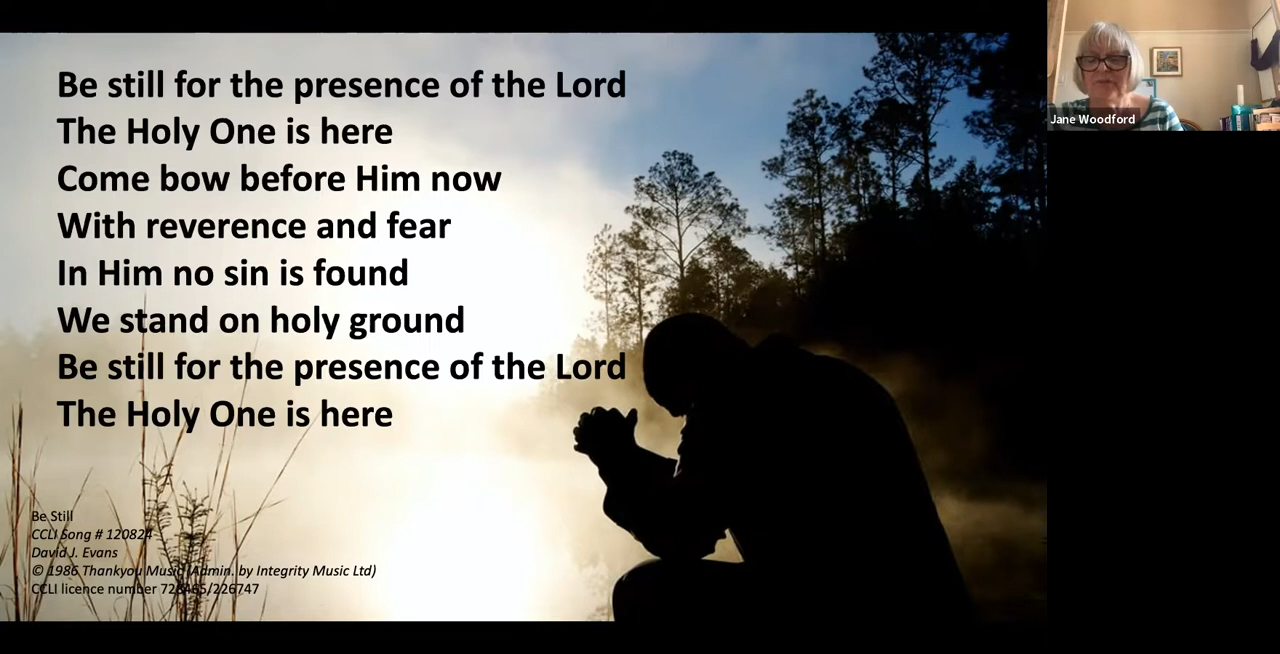 Be still for the presence of the Lord
The Holy One is here
Come bow before Him now
With reverence and fear
In Him no sin is found
We stand on holy ground
Be still for the presence of the Lord
The Holy One is here
Be Still
CCLI Song # 120824
David J. Evans
© 1986 Thankyou Music (Admin. by Integrity Music Ltd)
CCLI licence number
Jane Woodford